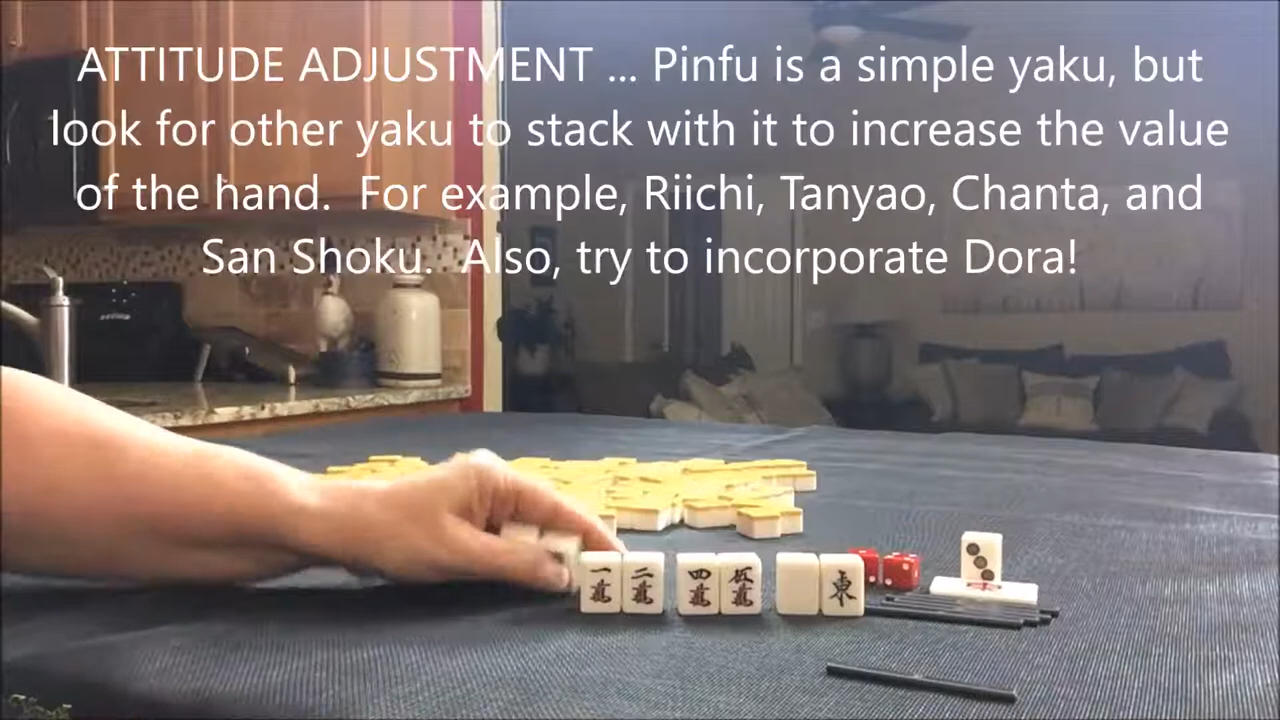 ATTITUDE ADJUSTMENT ... Pinfu is a simple yaku, but
look for other yaku to stack with it to increase the value
of the hand.  For example, Riichi, Tanyao, Chanta, and
San Shoku.  Also, try to incorporate Dora!
一萬 二萬 四萬 伍萬 東